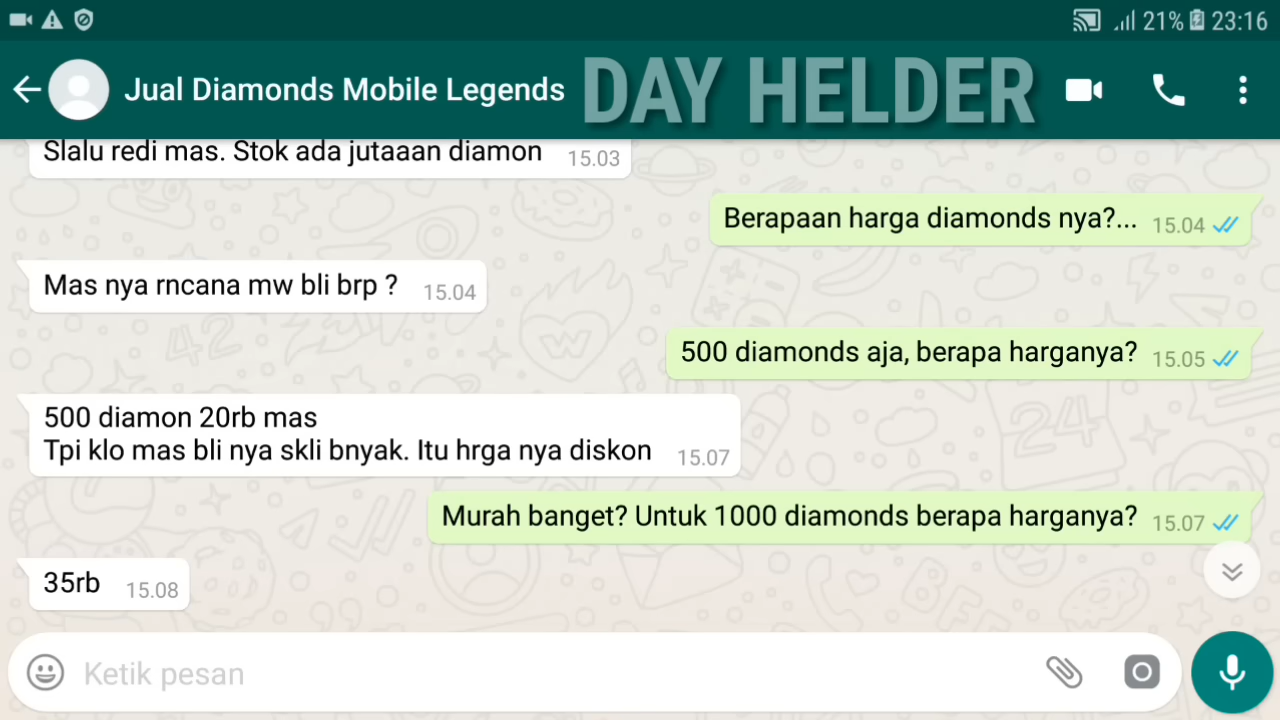 21% 23:16
Jual Diamonds Mobile Legends
DAY HELDER
Slalu redi mas. Stok ada jutaaan diamon 15.03
Berapaan harga diamonds nya?... 15.04
Mas nya rncana mw bli brp ? 15.04
500 diamonds aja, berapa harganya? 15.05
500 diamon 20rb mas
Tpi klo mas bli nya skli bnyak. Itu hrga nya diskon 15.07
Murah banget? Untuk 1000 diamonds berapa harganya? 15.07
35rb 15.08
Ketik pesan